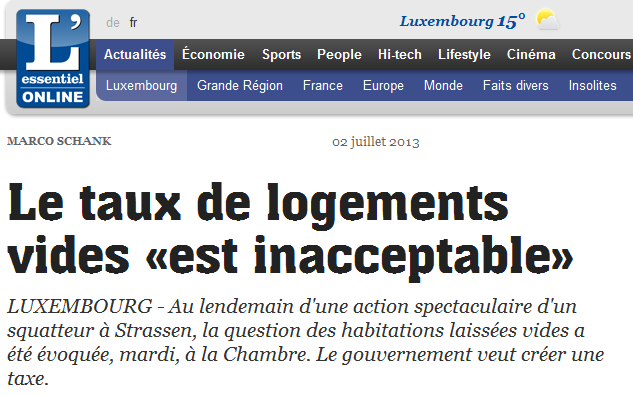 L'
essentiel
ONLINE
de fr
Luxembourg 15°
Actualités Économie Sports People Hi-tech Lifestyle Cinéma Concours
Luxembourg Grande Région France Europe Monde Faits divers Insolites
MARCO SCHANK 02 juillet 2013
Le taux de logements
vides «est inacceptable»
LUXEMBOURG - Au lendemain d'une action spectaculaire d'un
squatteur à Strassen, la question des habitations laissées vides a
été évoquée, mardi, à la Chambre. Le gouvernement veut créer une
taxe.